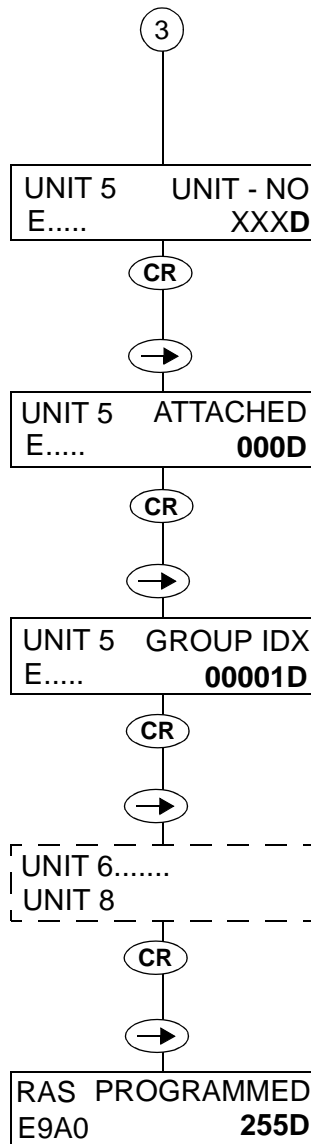 3
UNIT 5 UNIT - NO
E..... XXXD
CR
UNIT 5 ATTACHED
E..... 000D
CR
UNIT 5 GROUP IDX
E..... 00001D
CR
UNIT 6.......
UNIT 8
CR
RAS PROGRAMMED
E9A0 255D